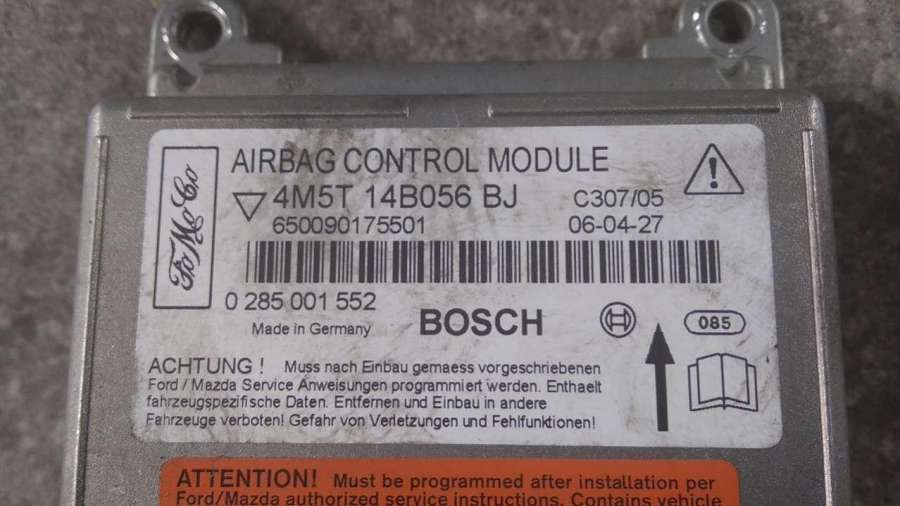 FoMoCo
AIRBAG CONTROL MODULE
4M5T 14B056 BJ
C307/05
650090175501
06-04-27
0 285 001 552
Made in Germany
BOSCH
085
ACHTUNG ! Muss nach Einbau gemaess vorgeschriebenen
Ford / Mazda Service Anweisungen programmiert werden. Enthaelt
fahrzeugspezifische Daten. Entfernen und Einbau in andere
Fahrzeuge verboten! Gefahr von Verletzungen und Fehlfunktionen!
ATTENTION! Must be programmed after installation per
Ford/Mazda authorized service instructions. Contains vehicle